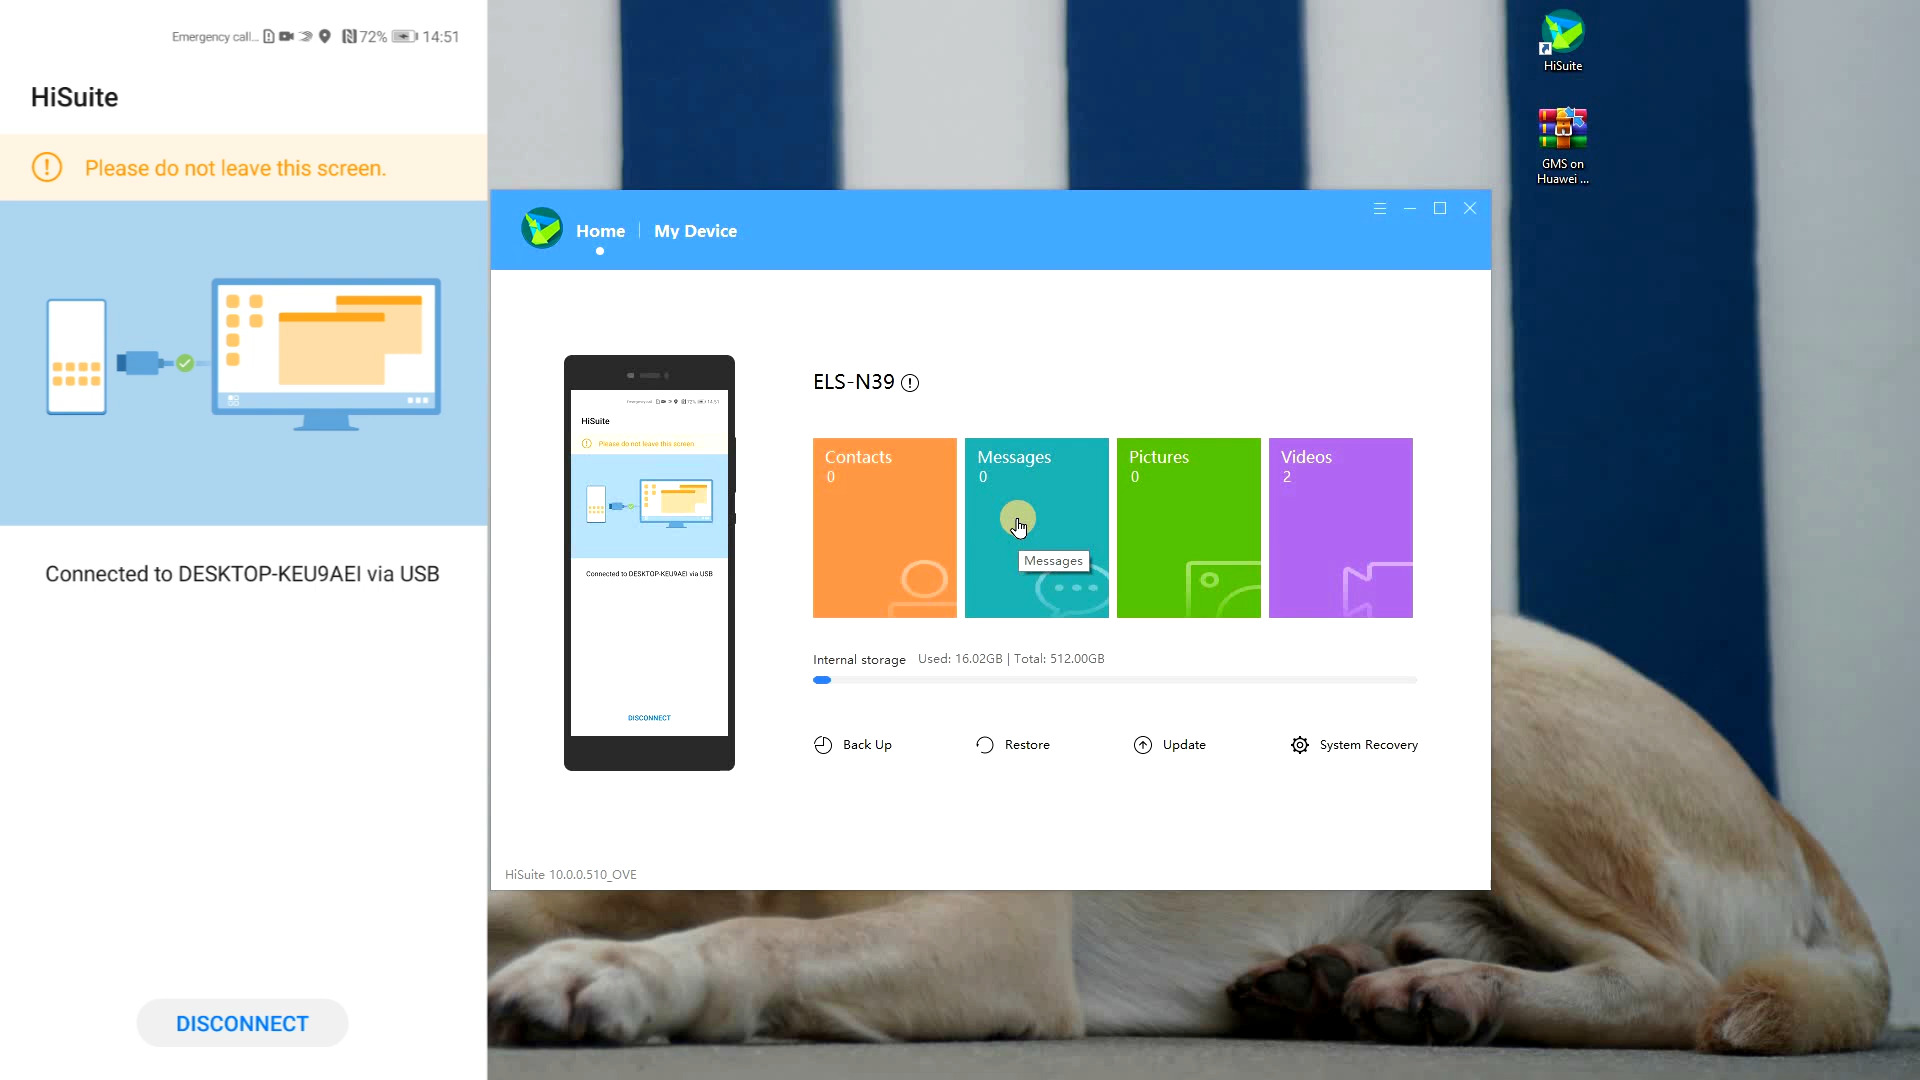 Emergency call... 72% 14:51
HiSuite
Please do not leave this screen.
Connected to DESKTOP-KEU9AEI via USB
DISCONNECT
Home | My Device
HiSuite
Please do not leave this screen.
Connected to DESKTOP-KEU9AEI via USB
DISCONNECT
ELS-N39
Contacts
0
Messages
0
Messages
Pictures
0
Videos
2
Internal storage Used: 16.02GB | Total: 512.00GB
Back Up
Restore
Update
System Recovery
HiSuite 10.0.0.510_OVE
HiSuite
GMS on
Huawei ...